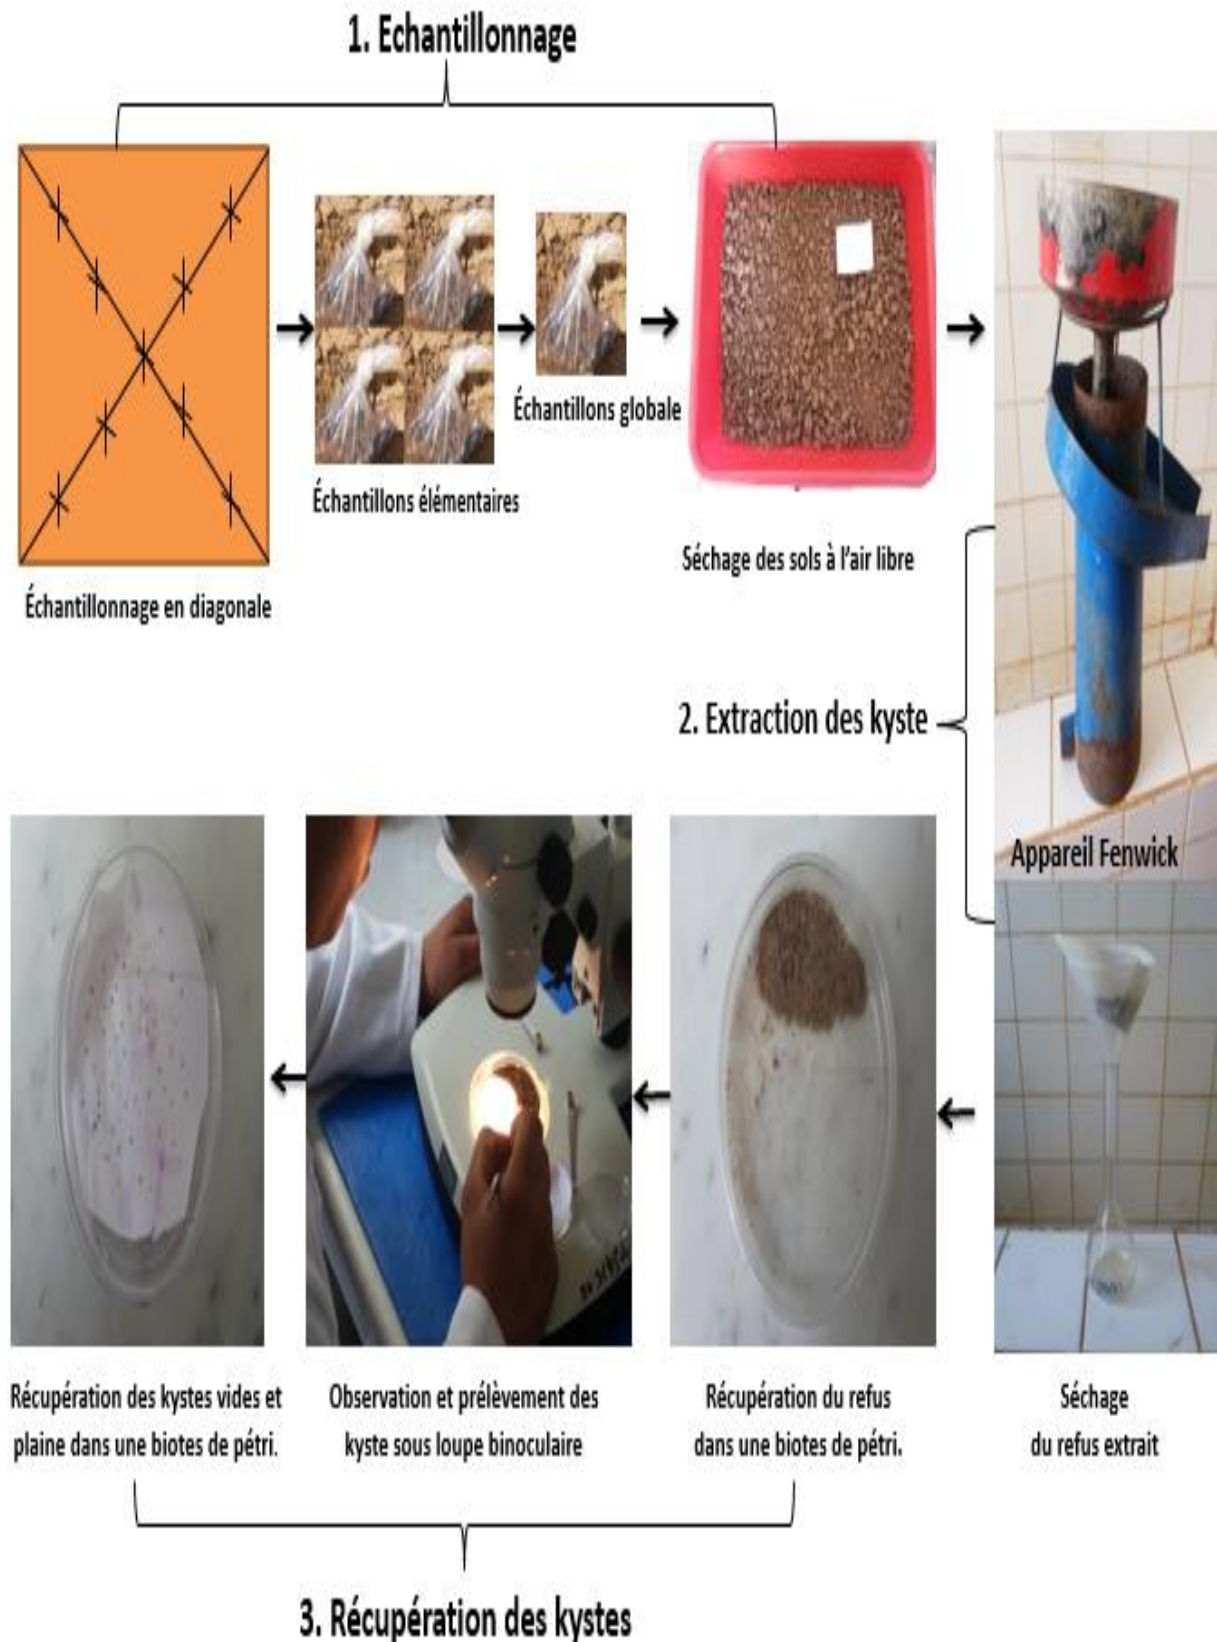 1. Echantillonnage
Échantillons globale
Échantillons élémentaires
Séchage des sols à l'air libre
Échantillonnage en diagonale
2. Extraction des kyste
Appareil Fenwick
Récupération des kystes vides et
plaine dans une biotes de pétri.
Observation et prélèvement des
kyste sous loupe binoculaire
Récupération du refus
dans une biotes de pétri.
Séchage
du refus extrait
3. Récupération des kystes